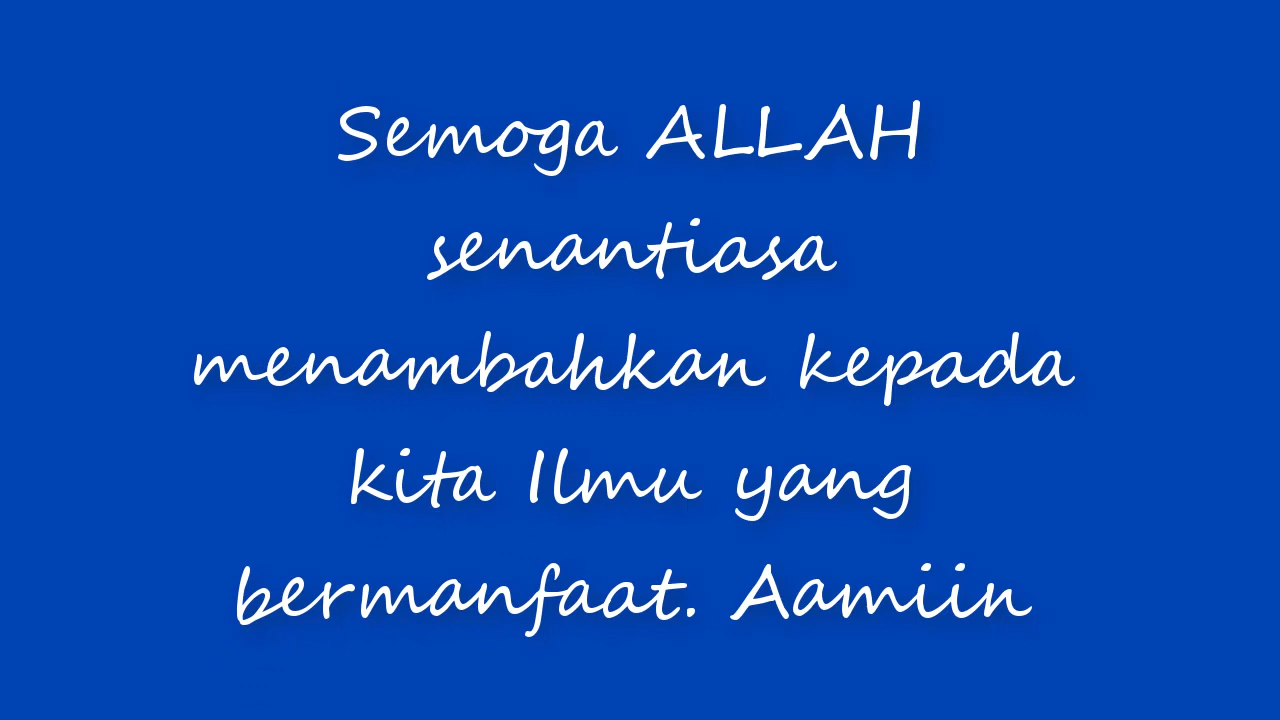 Semoga ALLAH
senantiasa
menambahkan kepada
kita Ilmu yang
bermanfaat. Aamiin